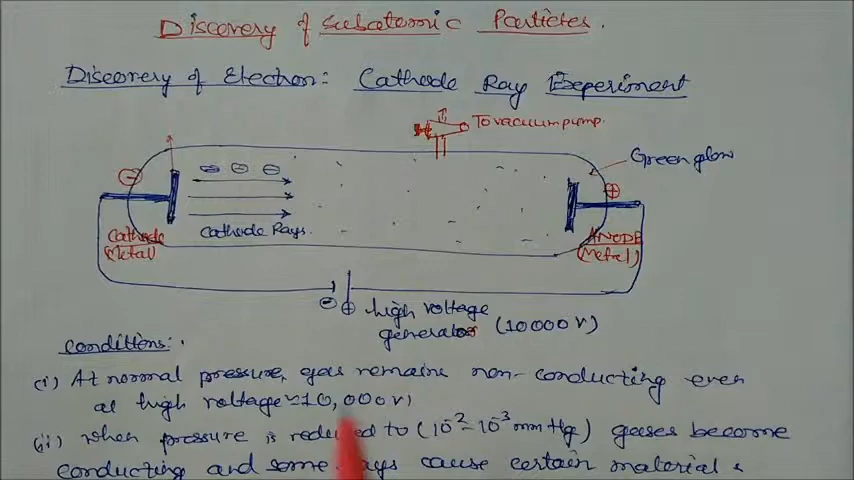 Discovery of Subatomic Particles.
Discovery of Electron: Cathode Ray Experiment
To vacuum pump.
Green glow
⊖ ⊖ ⊖ ⊖
⊕
Cathode Rays.
Cathode
(Metal)
ANODE
(Metal)
⊖ ⊕ high voltage
generator (10000 V)
Conditions:.
(i) At normal pressure, gas remains non-conducting even
at high voltage ≈ 10,000 V)
(ii) when pressure is reduced to (10⁻² – 10⁻³ mm Hg) gases become
conducting and some rays cause certain material